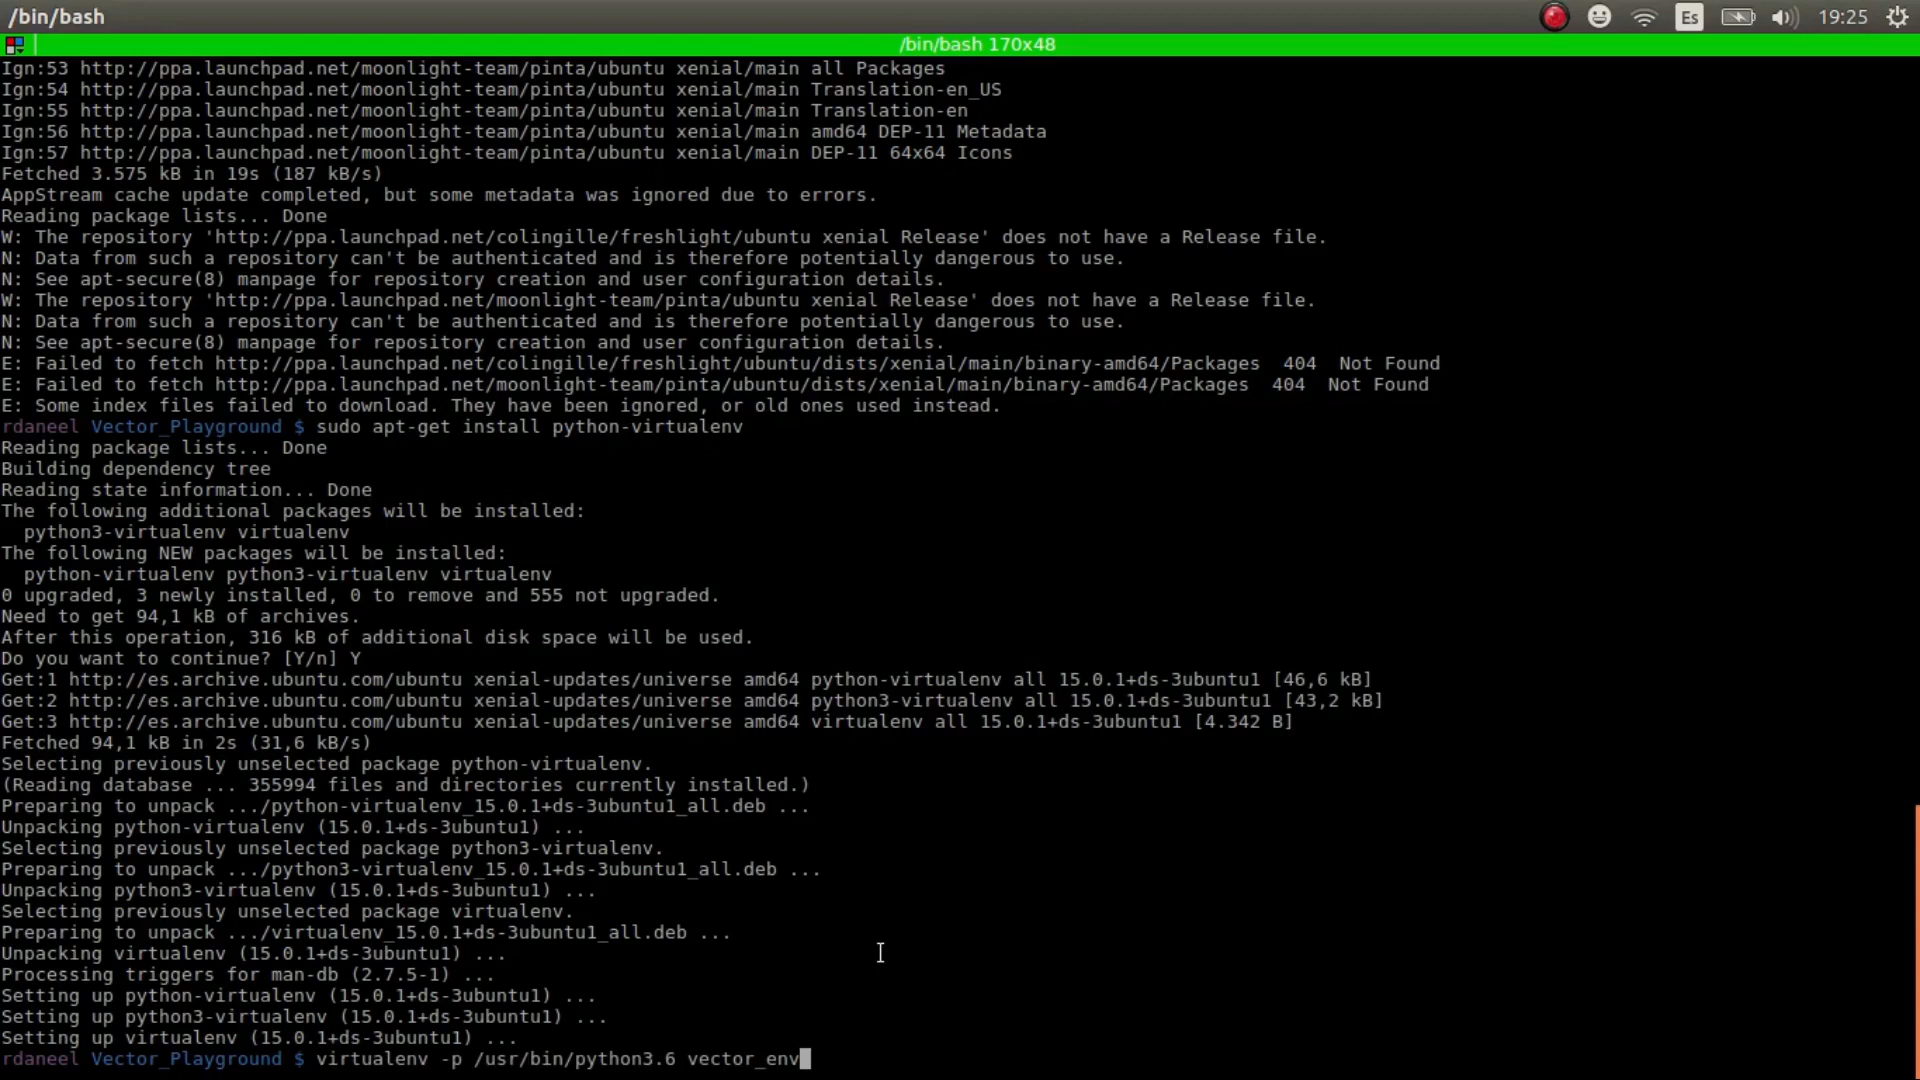 /bin/bash
Es
19:25
/bin/bash 170x48
Ign:53 http://ppa.launchpad.net/moonlight-team/pinta/ubuntu xenial/main all Packages
Ign:54 http://ppa.launchpad.net/moonlight-team/pinta/ubuntu xenial/main Translation-en_US
Ign:55 http://ppa.launchpad.net/moonlight-team/pinta/ubuntu xenial/main Translation-en
Ign:56 http://ppa.launchpad.net/moonlight-team/pinta/ubuntu xenial/main amd64 DEP-11 Metadata
Ign:57 http://ppa.launchpad.net/moonlight-team/pinta/ubuntu xenial/main DEP-11 64x64 Icons
Fetched 3.575 kB in 19s (187 kB/s)
AppStream cache update completed, but some metadata was ignored due to errors.
Reading package lists... Done
W: The repository 'http://ppa.launchpad.net/colingille/freshlight/ubuntu xenial Release' does not have a Release file.
N: Data from such a repository can't be authenticated and is therefore potentially dangerous to use.
N: See apt-secure(8) manpage for repository creation and user configuration details.
W: The repository 'http://ppa.launchpad.net/moonlight-team/pinta/ubuntu xenial Release' does not have a Release file.
N: Data from such a repository can't be authenticated and is therefore potentially dangerous to use.
N: See apt-secure(8) manpage for repository creation and user configuration details.
E: Failed to fetch http://ppa.launchpad.net/colingille/freshlight/ubuntu/dists/xenial/main/binary-amd64/Packages  404  Not Found
E: Failed to fetch http://ppa.launchpad.net/moonlight-team/pinta/ubuntu/dists/xenial/main/binary-amd64/Packages  404  Not Found
E: Some index files failed to download. They have been ignored, or old ones used instead.
rdaneel Vector_Playground $ sudo apt-get install python-virtualenv
Reading package lists... Done
Building dependency tree
Reading state information... Done
The following additional packages will be installed:
  python3-virtualenv virtualenv
The following NEW packages will be installed:
  python-virtualenv python3-virtualenv virtualenv
0 upgraded, 3 newly installed, 0 to remove and 555 not upgraded.
Need to get 94,1 kB of archives.
After this operation, 316 kB of additional disk space will be used.
Do you want to continue? [Y/n] Y
Get:1 http://es.archive.ubuntu.com/ubuntu xenial-updates/universe amd64 python-virtualenv all 15.0.1+ds-3ubuntu1 [46,6 kB]
Get:2 http://es.archive.ubuntu.com/ubuntu xenial-updates/universe amd64 python3-virtualenv all 15.0.1+ds-3ubuntu1 [43,2 kB]
Get:3 http://es.archive.ubuntu.com/ubuntu xenial-updates/universe amd64 virtualenv all 15.0.1+ds-3ubuntu1 [4.342 B]
Fetched 94,1 kB in 2s (31,6 kB/s)
Selecting previously unselected package python-virtualenv.
(Reading database ... 355994 files and directories currently installed.)
Preparing to unpack .../python-virtualenv_15.0.1+ds-3ubuntu1_all.deb ...
Unpacking python-virtualenv (15.0.1+ds-3ubuntu1) ...
Selecting previously unselected package python3-virtualenv.
Preparing to unpack .../python3-virtualenv_15.0.1+ds-3ubuntu1_all.deb ...
Unpacking python3-virtualenv (15.0.1+ds-3ubuntu1) ...
Selecting previously unselected package virtualenv.
Preparing to unpack .../virtualenv_15.0.1+ds-3ubuntu1_all.deb ...
Unpacking virtualenv (15.0.1+ds-3ubuntu1) ...
Processing triggers for man-db (2.7.5-1) ...
Setting up python-virtualenv (15.0.1+ds-3ubuntu1) ...
Setting up python3-virtualenv (15.0.1+ds-3ubuntu1) ...
Setting up virtualenv (15.0.1+ds-3ubuntu1) ...
rdaneel Vector_Playground $ virtualenv -p /usr/bin/python3.6 vector_env